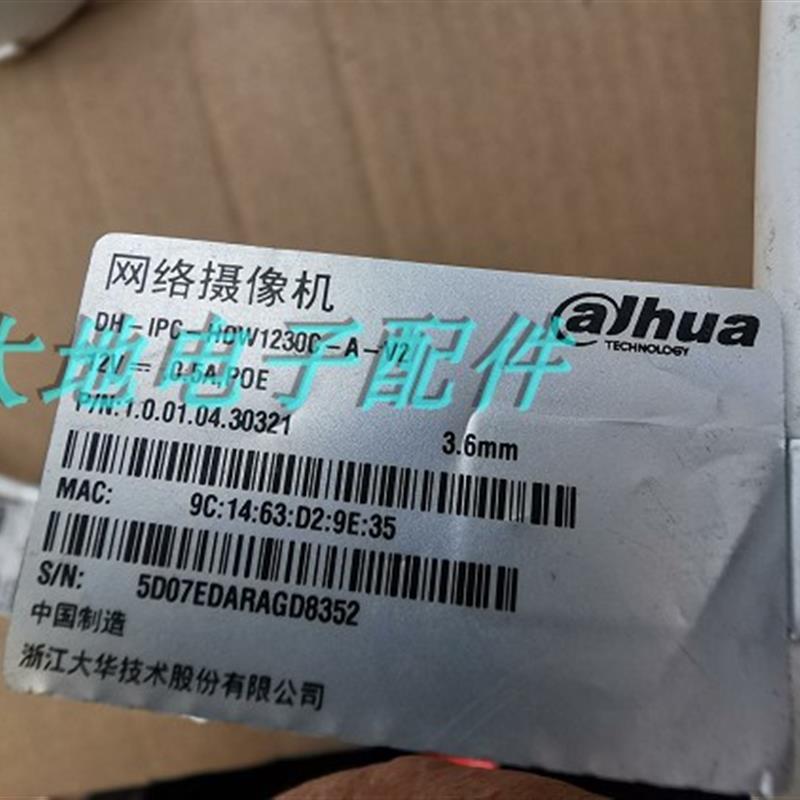 网络摄像机
alhua
TECHNOLOGY
DH-IPC-HDW1230C-A-V2
大地电子配件
12V⎓ 0.5A,POE
P/N:1.0.01.04.30321
3.6mm
MAC: 9C:14:63:D2:9E:35
S/N: 5D07EDARAGD8352
中国制造
浙江大华技术股份有限公司